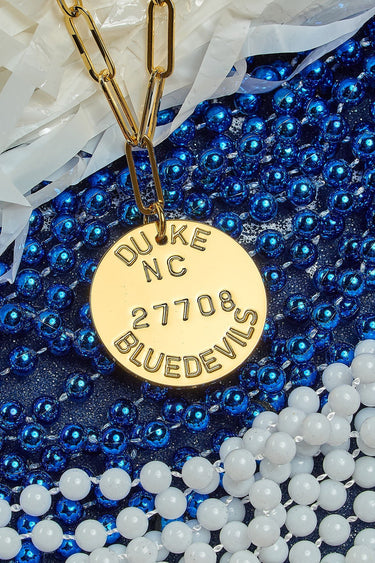 DUKE
NC
27708
BLUEDEVILS